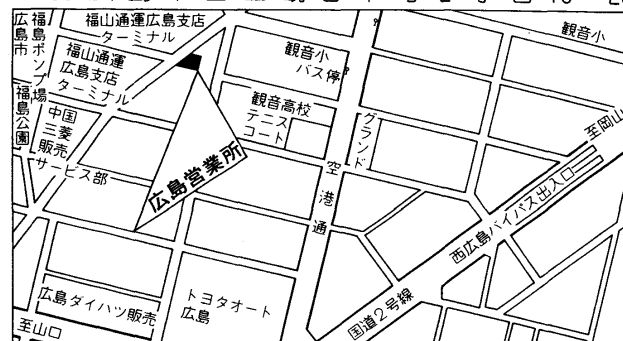 広島市
福島ポンプ場
福山通運広島支店
ターミナル
福山通運
広島支店
ターミナル
福島公園
中国
三菱
販売
サービス部
観音小
バス停
観音小
観音高校
テニス
コート
グランド
空港通
至岡山
広島営業所
西広島バイパス出入口
国道2号線
広島ダイハツ販売
トヨタオート
広島
至山口